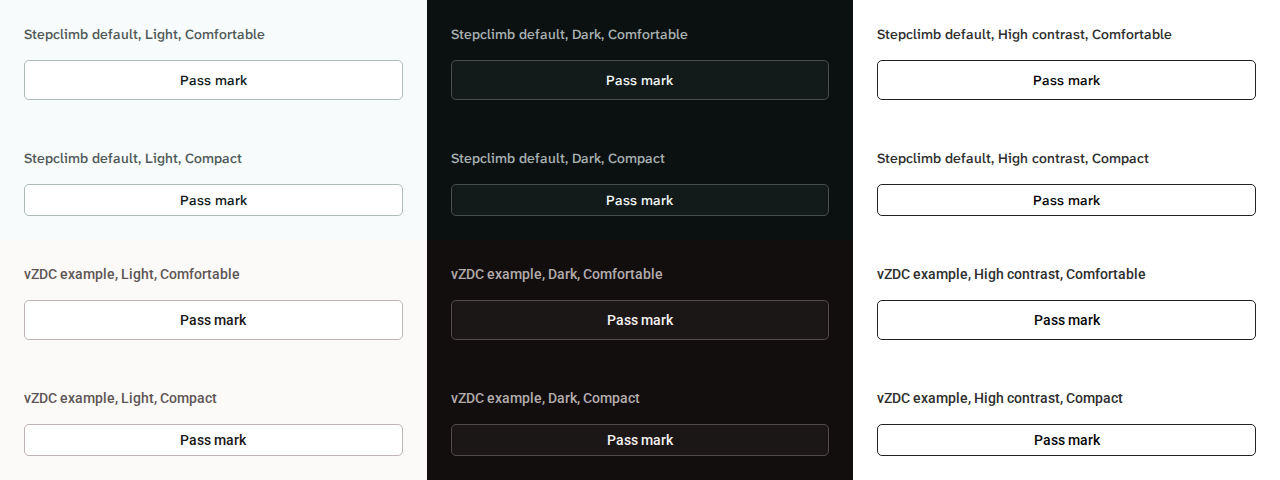 Stepclimb default, Light, Comfortable
Pass mark
Stepclimb default, Light, Compact
Pass mark
vZDC example, Light, Comfortable
Pass mark
vZDC example, Light, Compact
Pass mark
Stepclimb default, Dark, Comfortable
Pass mark
Stepclimb default, Dark, Compact
Pass mark
vZDC example, Dark, Comfortable
Pass mark
vZDC example, Dark, Compact
Pass mark
Stepclimb default, High contrast, Comfortable
Pass mark
Stepclimb default, High contrast, Compact
Pass mark
vZDC example, High contrast, Comfortable
Pass mark
vZDC example, High contrast, Compact
Pass mark